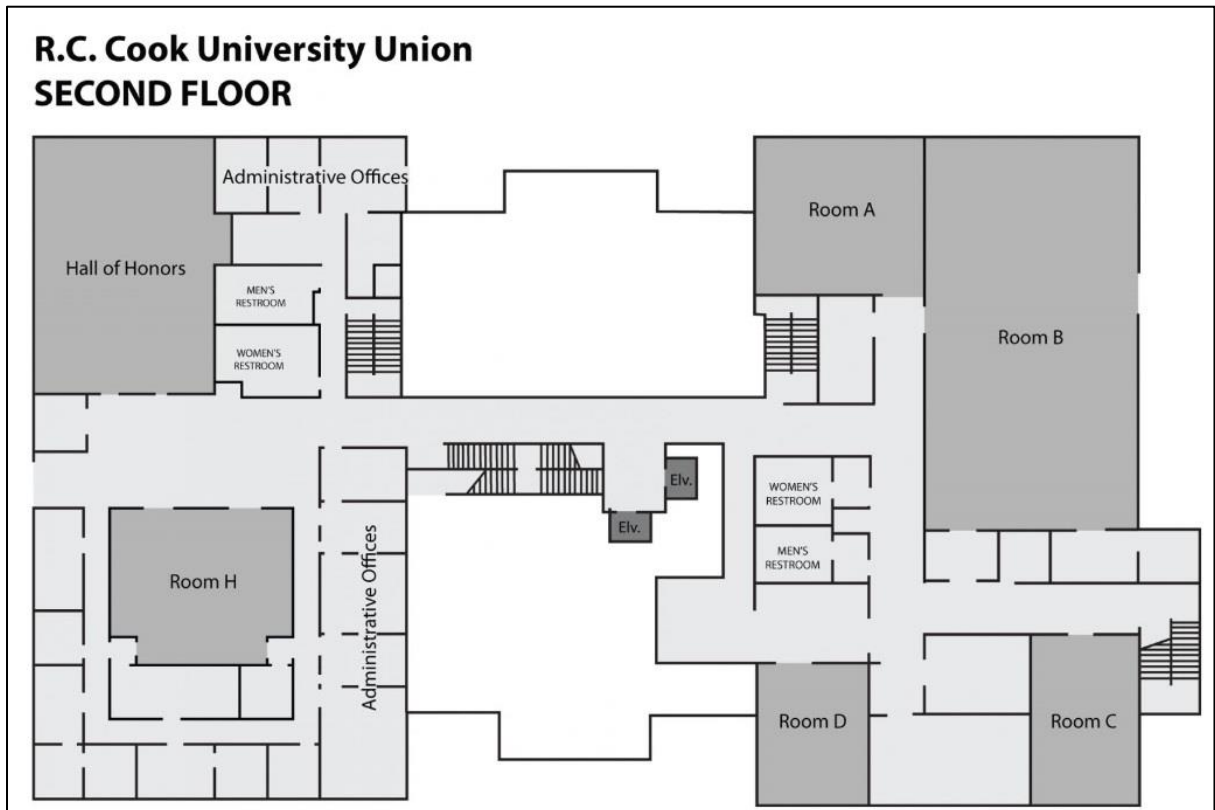 R.C. Cook University Union
SECOND FLOOR
Administrative Offices
Room A
Hall of Honors
MEN'S
RESTROOM
Room B
WOMEN'S
RESTROOM
Elv.
WOMEN'S
RESTROOM
Elv.
MEN'S
RESTROOM
Room H
Administrative Offices
Room D
Room C